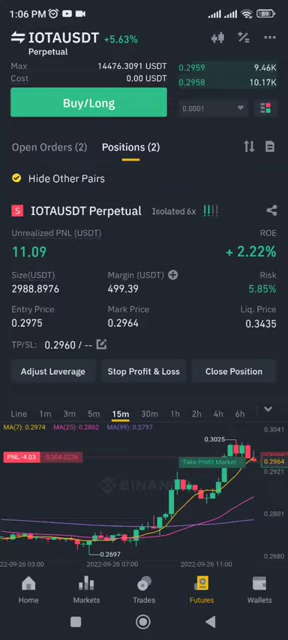 1:06 PM
IOTAUSDT +5.63%
Perpetual
Max 14476.3091 USDT
Cost 0.00 USDT
0.2959 9.46K
0.2958 10.17K
Buy/Long
0.0001
Open Orders (2) Positions (2)
Hide Other Pairs
S IOTAUSDT Perpetual Isolated 6x
Unrealized PNL (USDT) ROE
11.09 +2.22%
Size(USDT) Margin (USDT) Risk
2988.8976 499.39 5.85%
Entry Price Mark Price Liq. Price
0.2975 0.2964 0.3435
TP/SL: 0.2960 / --
Adjust Leverage Stop Profit & Loss Close Position
Line 1m 3m 5m 15m 30m 1h 2h 4h 6h
MA(7): 0.2974 MA(25): 0.2862 MA(99): 0.2797
0.3041
0.3025
PNL -4.03
Take Profit Market
0.2964
0.2921
BINAN
0.2801
0.2697
0.2680
2022-09-26 03:00 2022-09-26 07:00 2022-09-26 11:00
Home Markets Trades Futures Wallets